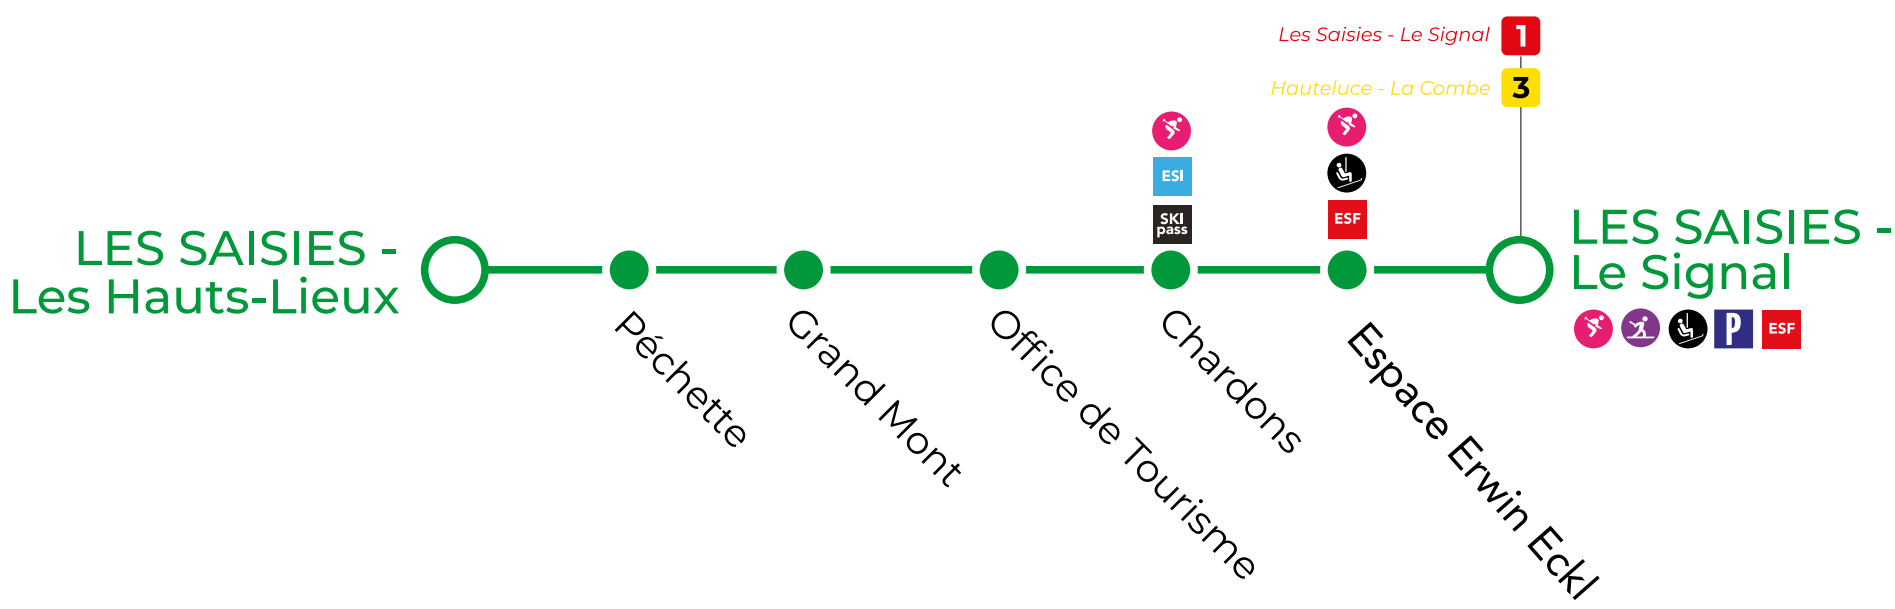 Les Saisies - Le Signal 1
Hauteluce - La Combe 3
ESI
SKI
pass
ESF
LES SAISIES -
Les Hauts-Lieux
LES SAISIES -
Le Signal
P ESF
Péchette
Grand Mont
Office de Tourisme
Chardons
Espace Erwin Eckl